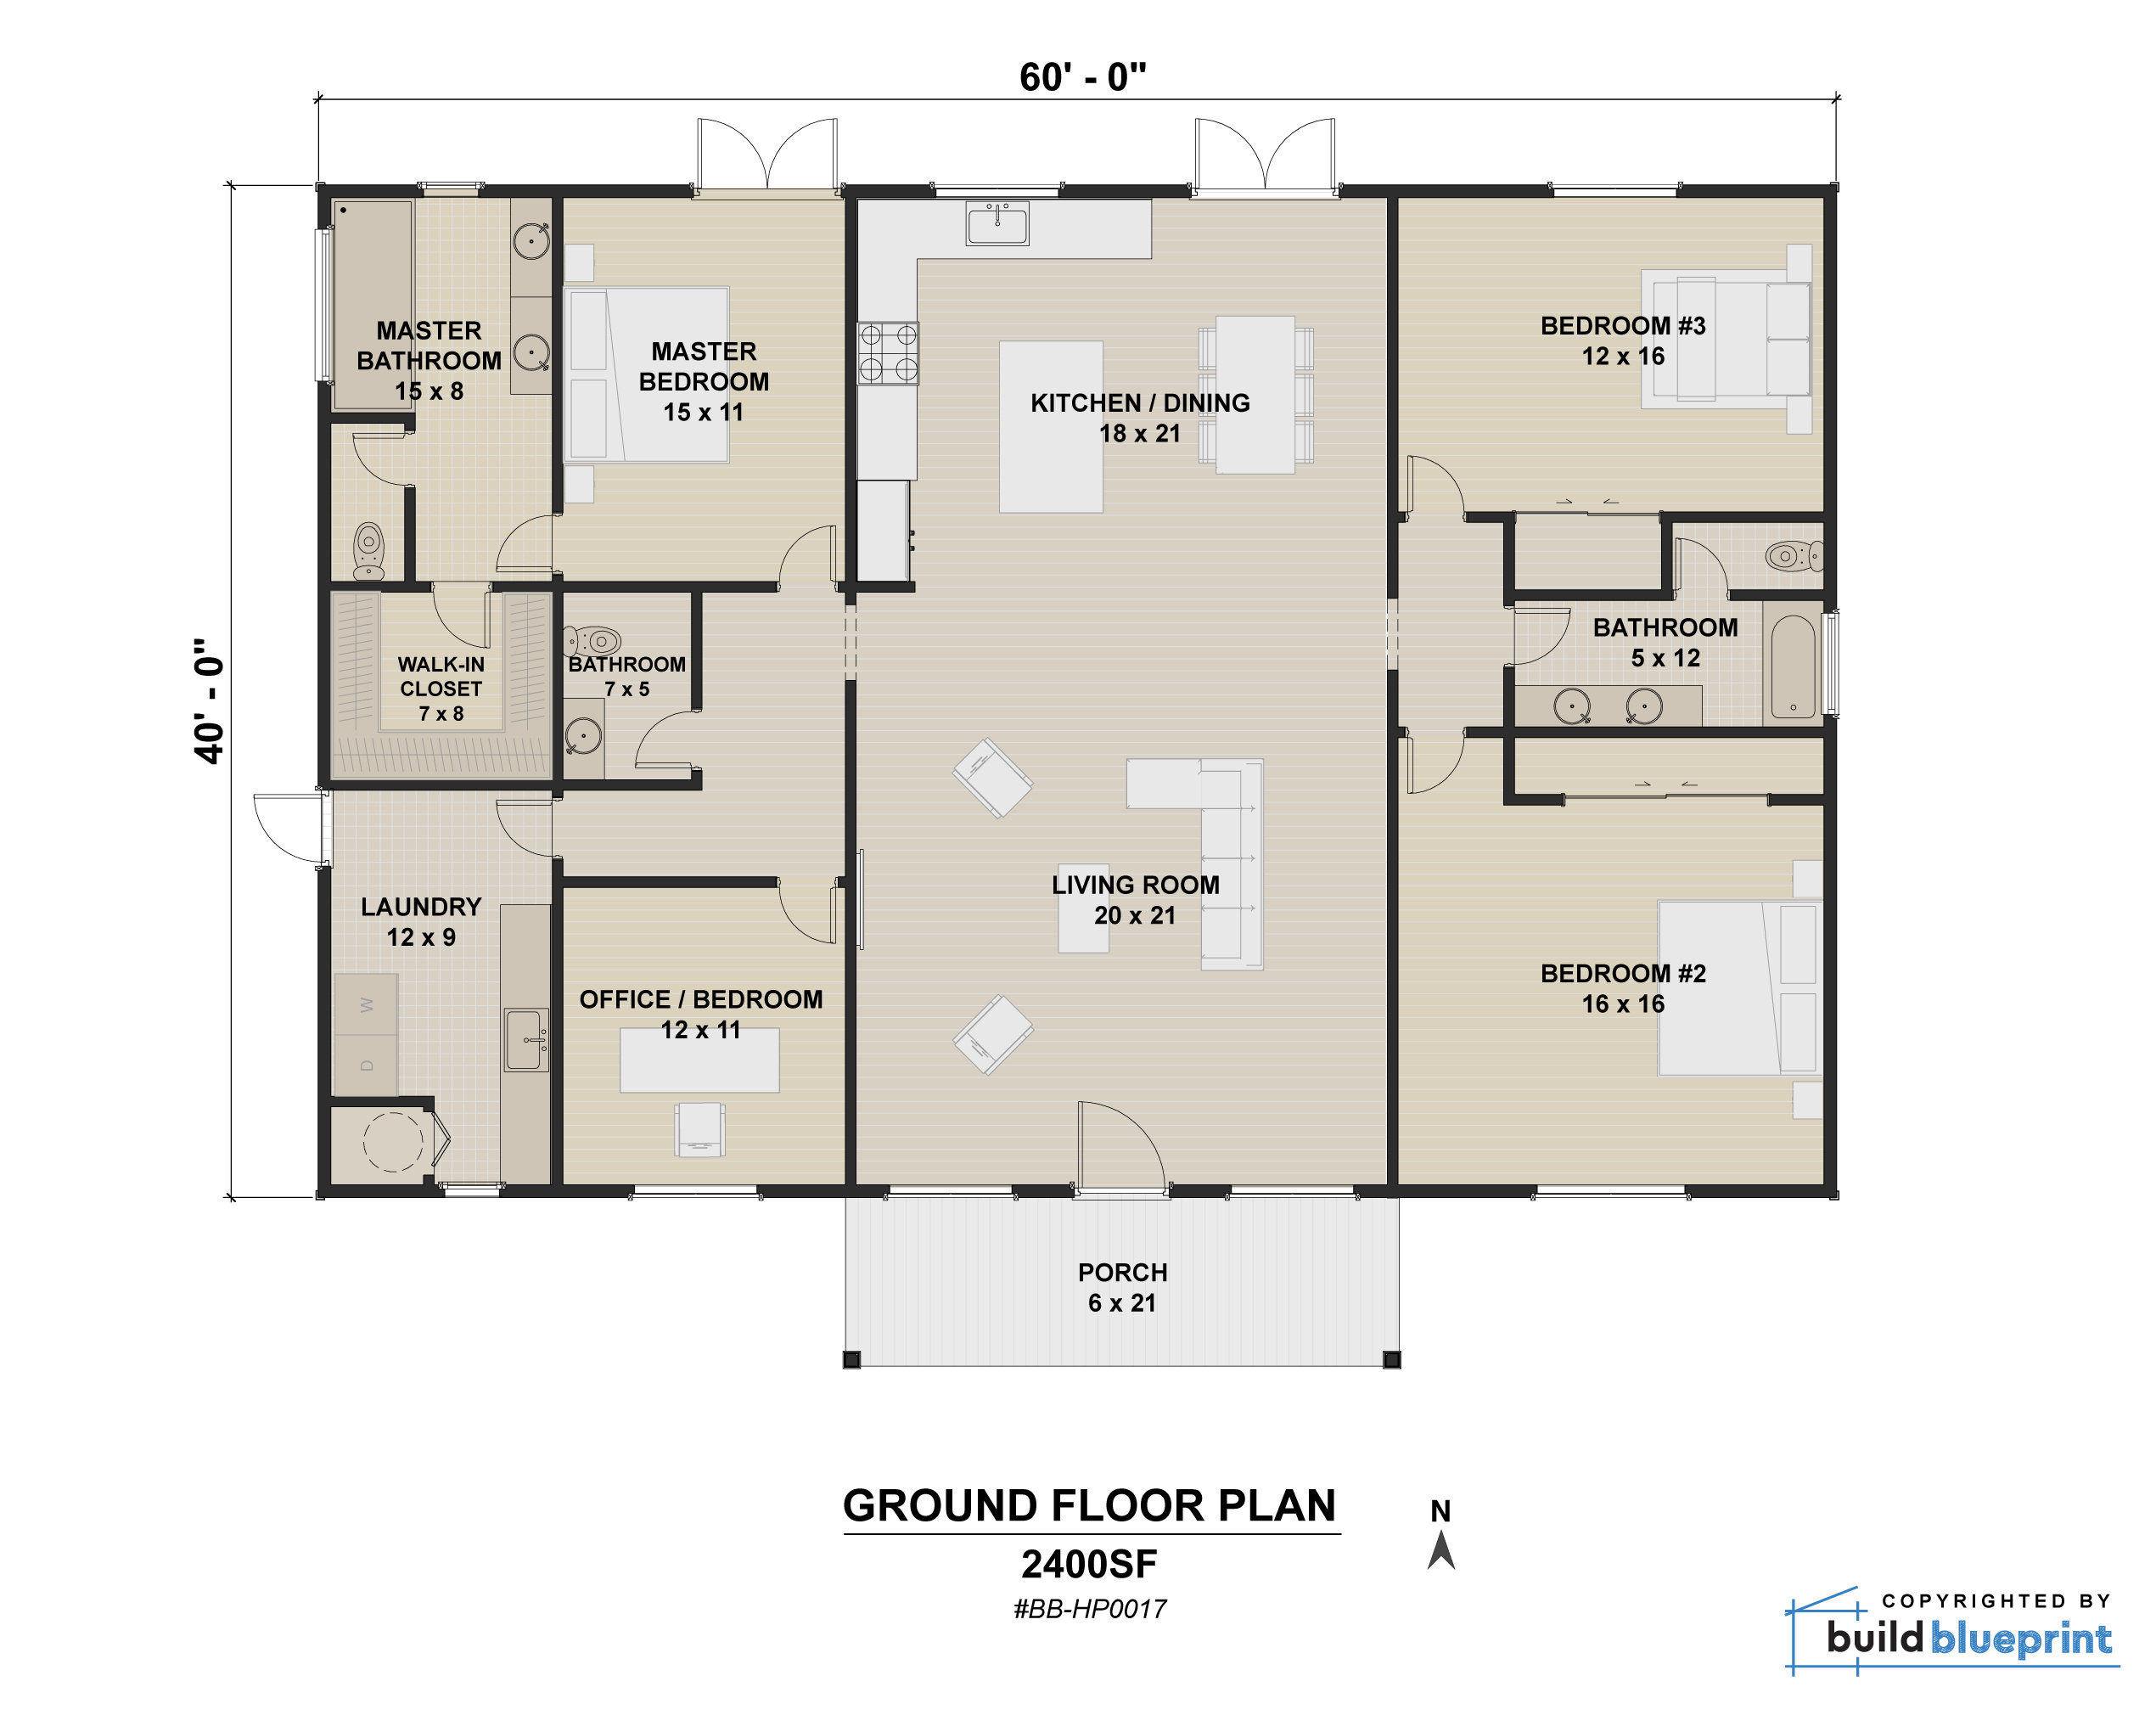 60' - 0"
40' - 0"
MASTER
BATHROOM
15 x 8
MASTER
BEDROOM
15 x 11
KITCHEN / DINING
18 x 21
BEDROOM #3
12 x 16
WALK-IN
CLOSET
7 x 8
BATHROOM
7 x 5
BATHROOM
5 x 12
LAUNDRY
12 x 9
W
D
OFFICE / BEDROOM
12 x 11
LIVING ROOM
20 x 21
BEDROOM #2
16 x 16
PORCH
6 x 21
GROUND FLOOR PLAN
2400SF
#BB-HP0017
N
COPYRIGHTED BY
build blueprint